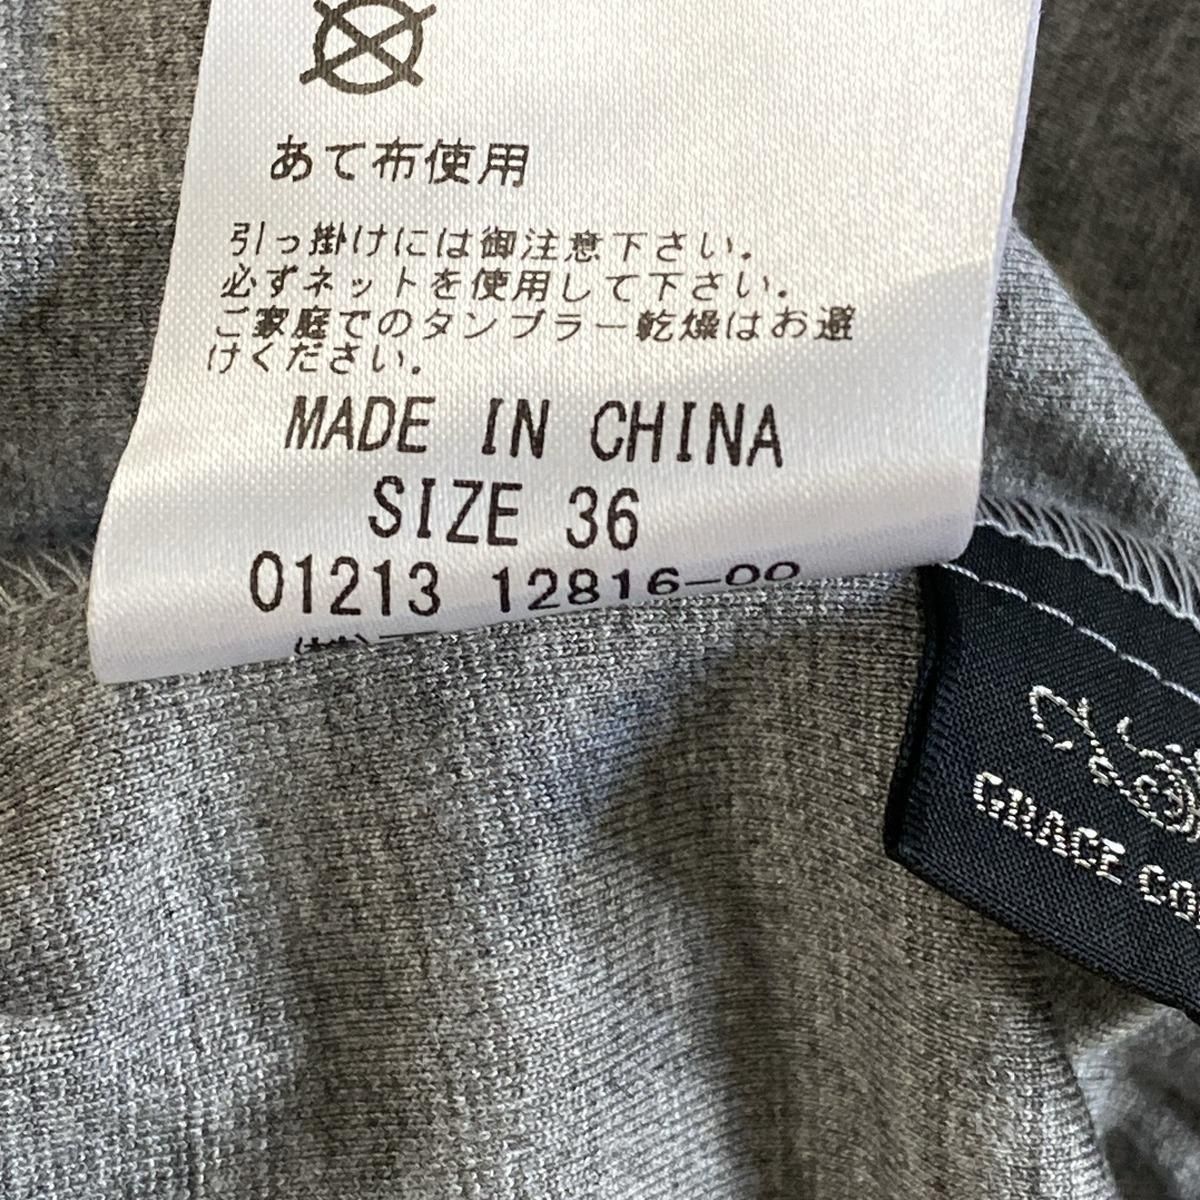 あて布使用
引っ掛けには御注意下さい。
必ずネットを使用して下さい。
ご家庭でのタンブラー乾燥はお避
けください。
MADE IN CHINA
SIZE 36
01213 12816-00
GRACE CO